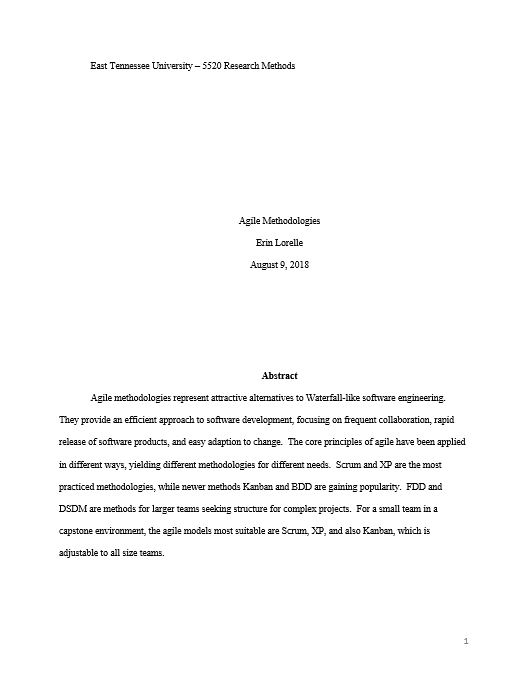 East Tennessee University – 5520 Research Methods
Agile Methodologies
Erin Lorelle
August 9, 2018
Abstract
Agile methodologies represent attractive alternatives to Waterfall-like software engineering.
They provide an efficient approach to software development, focusing on frequent collaboration, rapid
release of software products, and easy adaption to change.  The core principles of agile have been applied
in different ways, yielding different methodologies for different needs.  Scrum and XP are the most
practiced methodologies, while newer methods Kanban and BDD are gaining popularity.  FDD and
DSDM are methods for larger teams seeking structure for complex projects.  For a small team in a
capstone environment, the agile models most suitable are Scrum, XP, and also Kanban, which is
adjustable to all size teams.
1